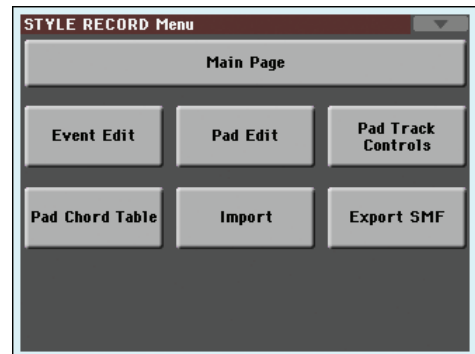 STYLE RECORD Menu
Main Page
Event Edit
Pad Edit
Pad Track
Controls
Pad Chord Table
Import
Export SMF